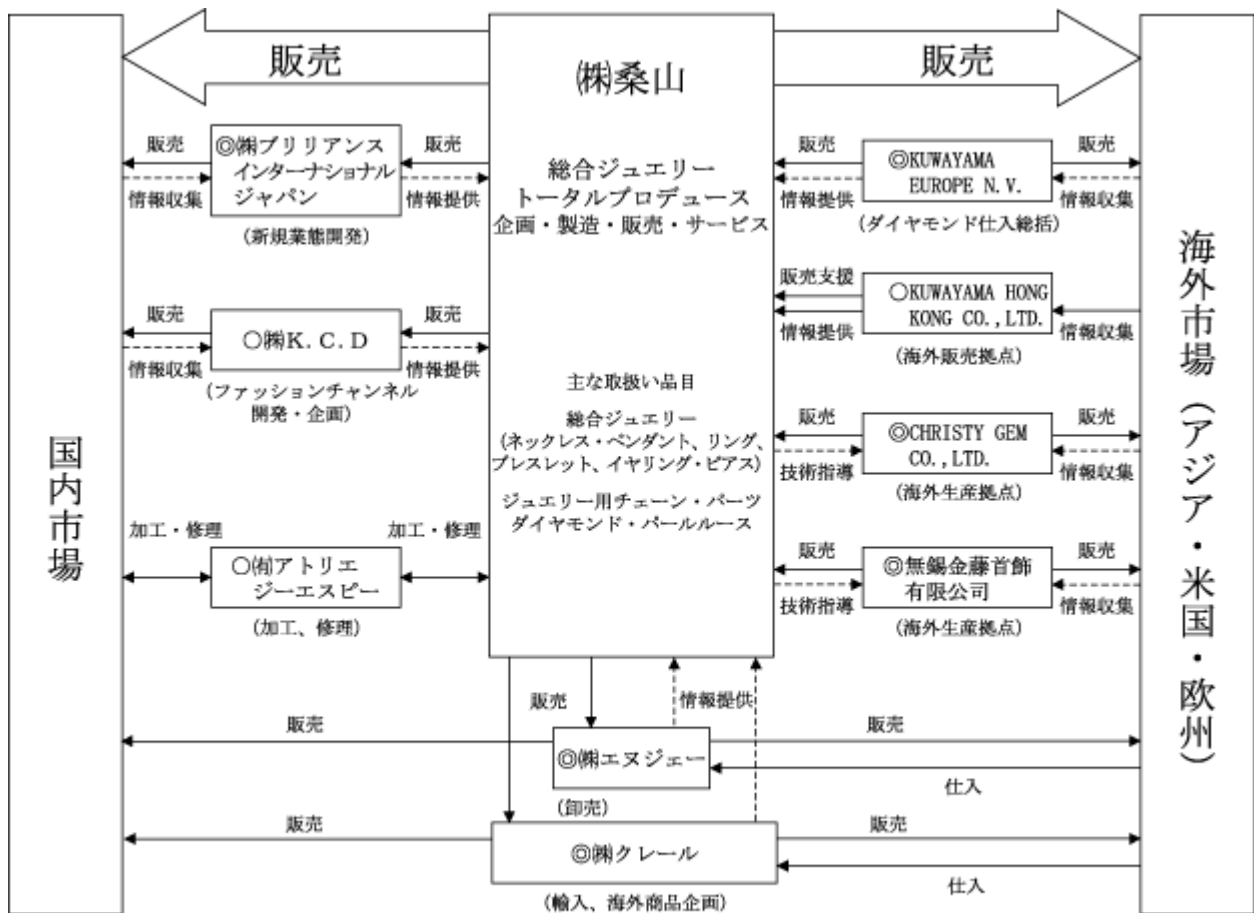 販売
㈱桑山
販売
総合ジュエリー
トータルプロデュース
企画・製造・販売・サービス
主な取扱い品目
総合ジュエリー
(ネックレス・ペンダント、リング、
ブレスレット、イヤリング・ピアス)
ジュエリー用チェーン・パーツ
ダイヤモンド・パールルース
国内市場
販売
情報収集
◎㈱ブリリアンス
インターナショナル
ジャパン
(新規業態開発)
販売
情報提供
販売
情報収集
○㈱K.C.D
(ファッションチャンネル
開発・企画)
販売
情報提供
加工・修理
○㈲アトリエ
ジーエスピー
(加工、修理)
加工・修理
販売
情報提供
◎KUWAYAMA
EUROPE N.V.
(ダイヤモンド仕入総括)
販売
情報収集
販売支援
情報提供
○KUWAYAMA HONG
KONG CO.,LTD.
(海外販売拠点)
情報収集
販売
技術指導
◎CHRISTY GEM
CO.,LTD.
(海外生産拠点)
販売
情報収集
販売
技術指導
◎無錫金藤首飾
有限公司
(海外生産拠点)
販売
情報収集
海外市場(アジア・米国・欧州)
販売
情報提供
販売
◎㈱エヌジェー
(卸売)
販売
仕入
販売
◎㈱クレール
(輸入、海外商品企画)
販売
仕入